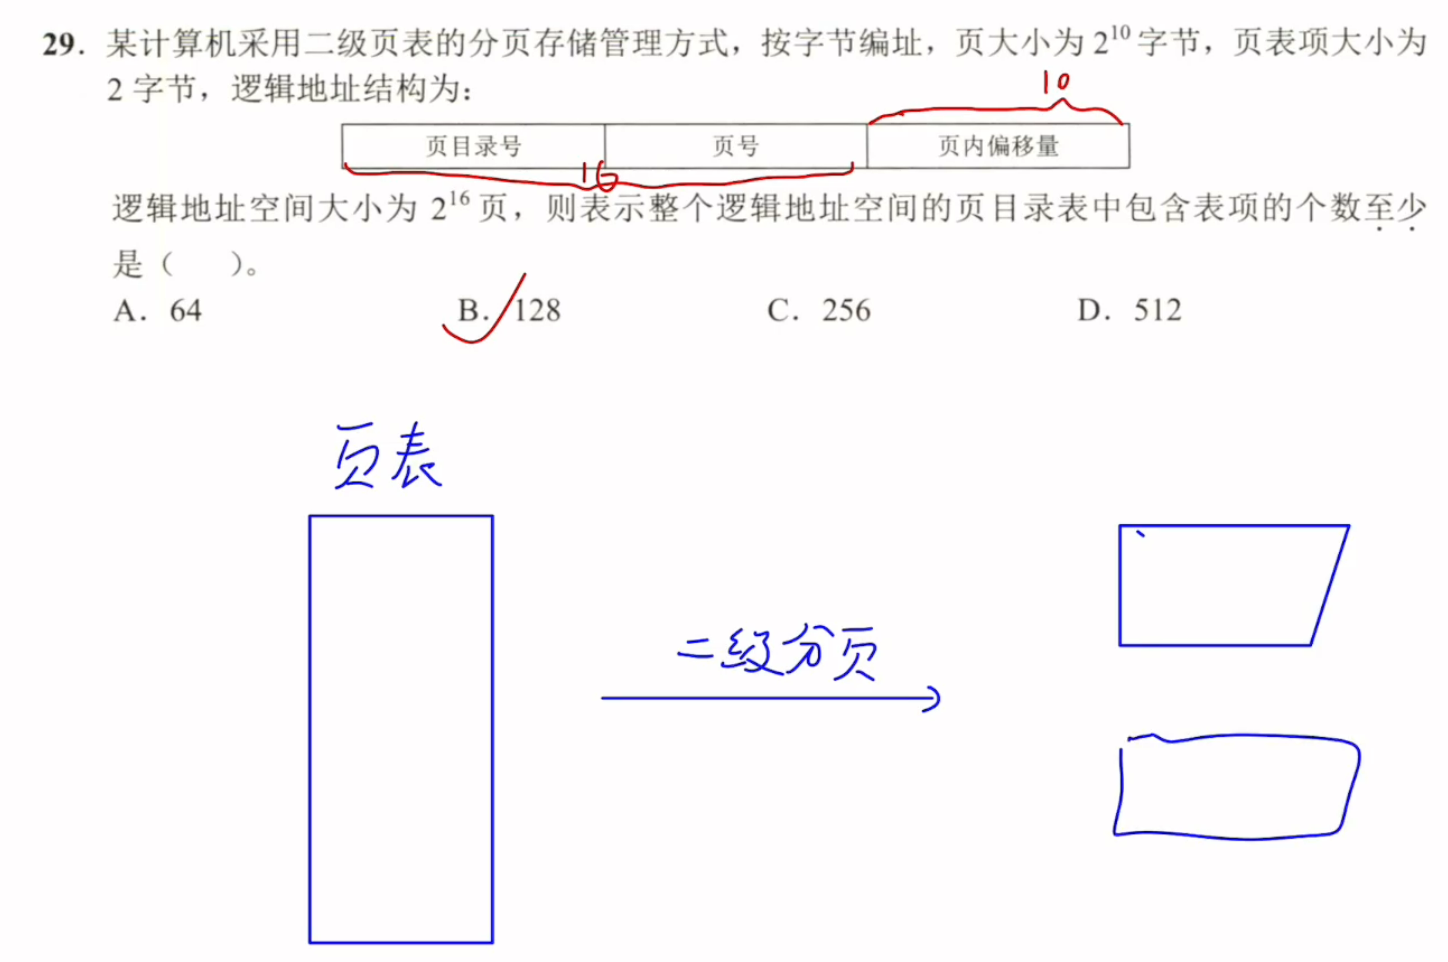 29. 某计算机采用二级页表的分页存储管理方式，按字节编址，页大小为 2¹⁰ 字节，页表项大小为
2 字节，逻辑地址结构为：
10
页目录号 页号 页内偏移量
16
逻辑地址空间大小为 2¹⁶ 页，则表示整个逻辑地址空间的页目录表中包含表项的个数至少
是（ ）。
A. 64 B. 128 C. 256 D. 512
页表
二级分页